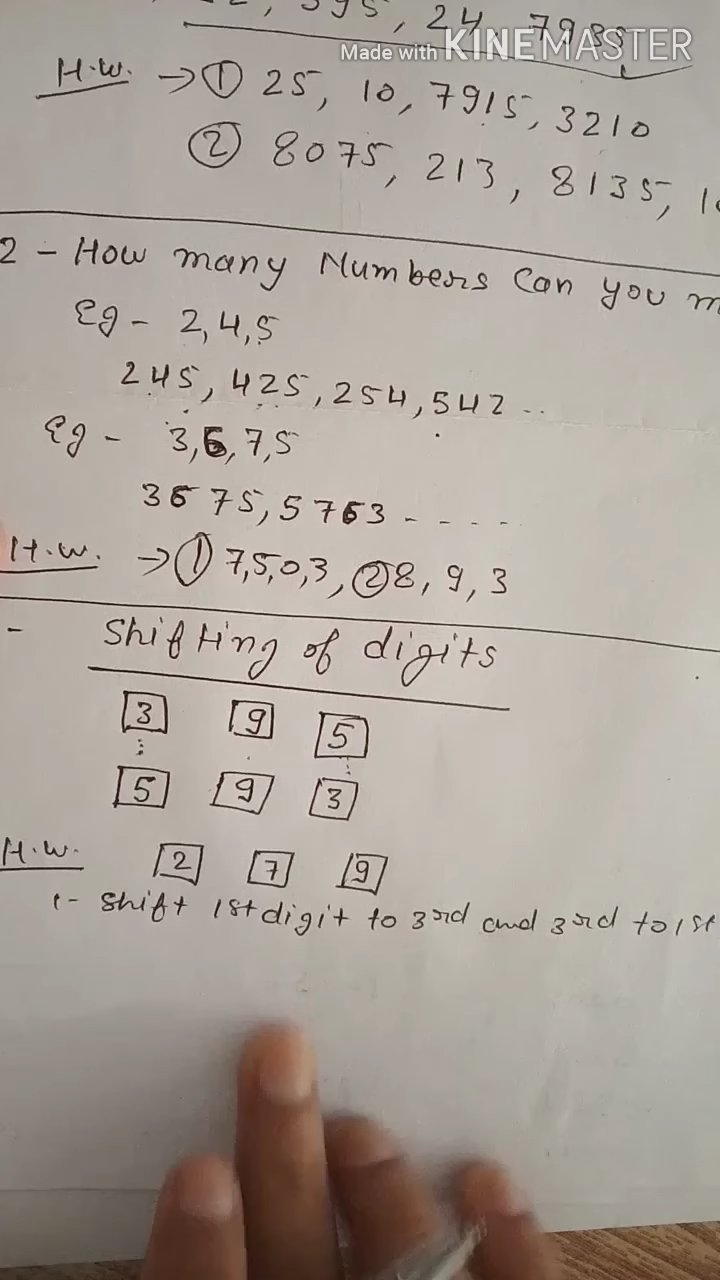 , 395, 24, 7938
Made with KINEMASTER
H.W. → ① 25, 10, 7915, 3210
② 8075, 213, 8135,
2 - How many Numbers Can you
Eg - 2,4,5
245, 425, 254, 542 ..
Eg - 3,6,7,5
3675, 5763 - - - -
H.W. → ① 7,5,0,3, ② 8, 9, 3
- Shifting of digits
3 9 5
5 9 3
H.W. 2 7 9
1- Shift 1st digit to 3rd and 3rd to 1st